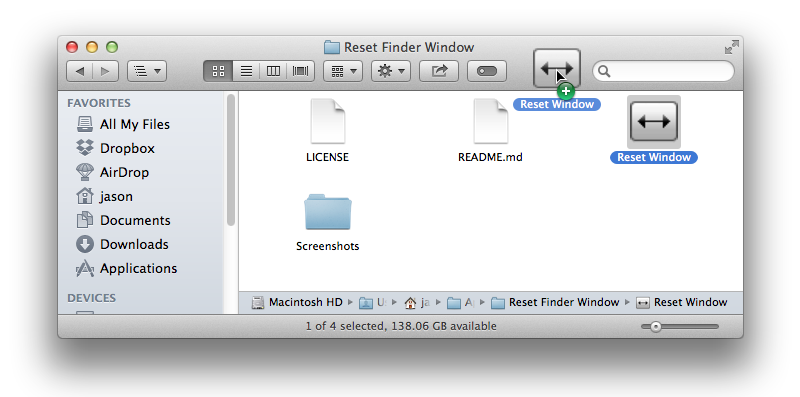 Reset Finder Window
FAVORITES
All My Files
Dropbox
AirDrop
jason
Documents
Downloads
Applications
DEVICES
Reset Window
LICENSE
README.md
Reset Window
Screenshots
Macintosh HD
Reset Finder Window
Reset Window
1 of 4 selected, 138.06 GB available